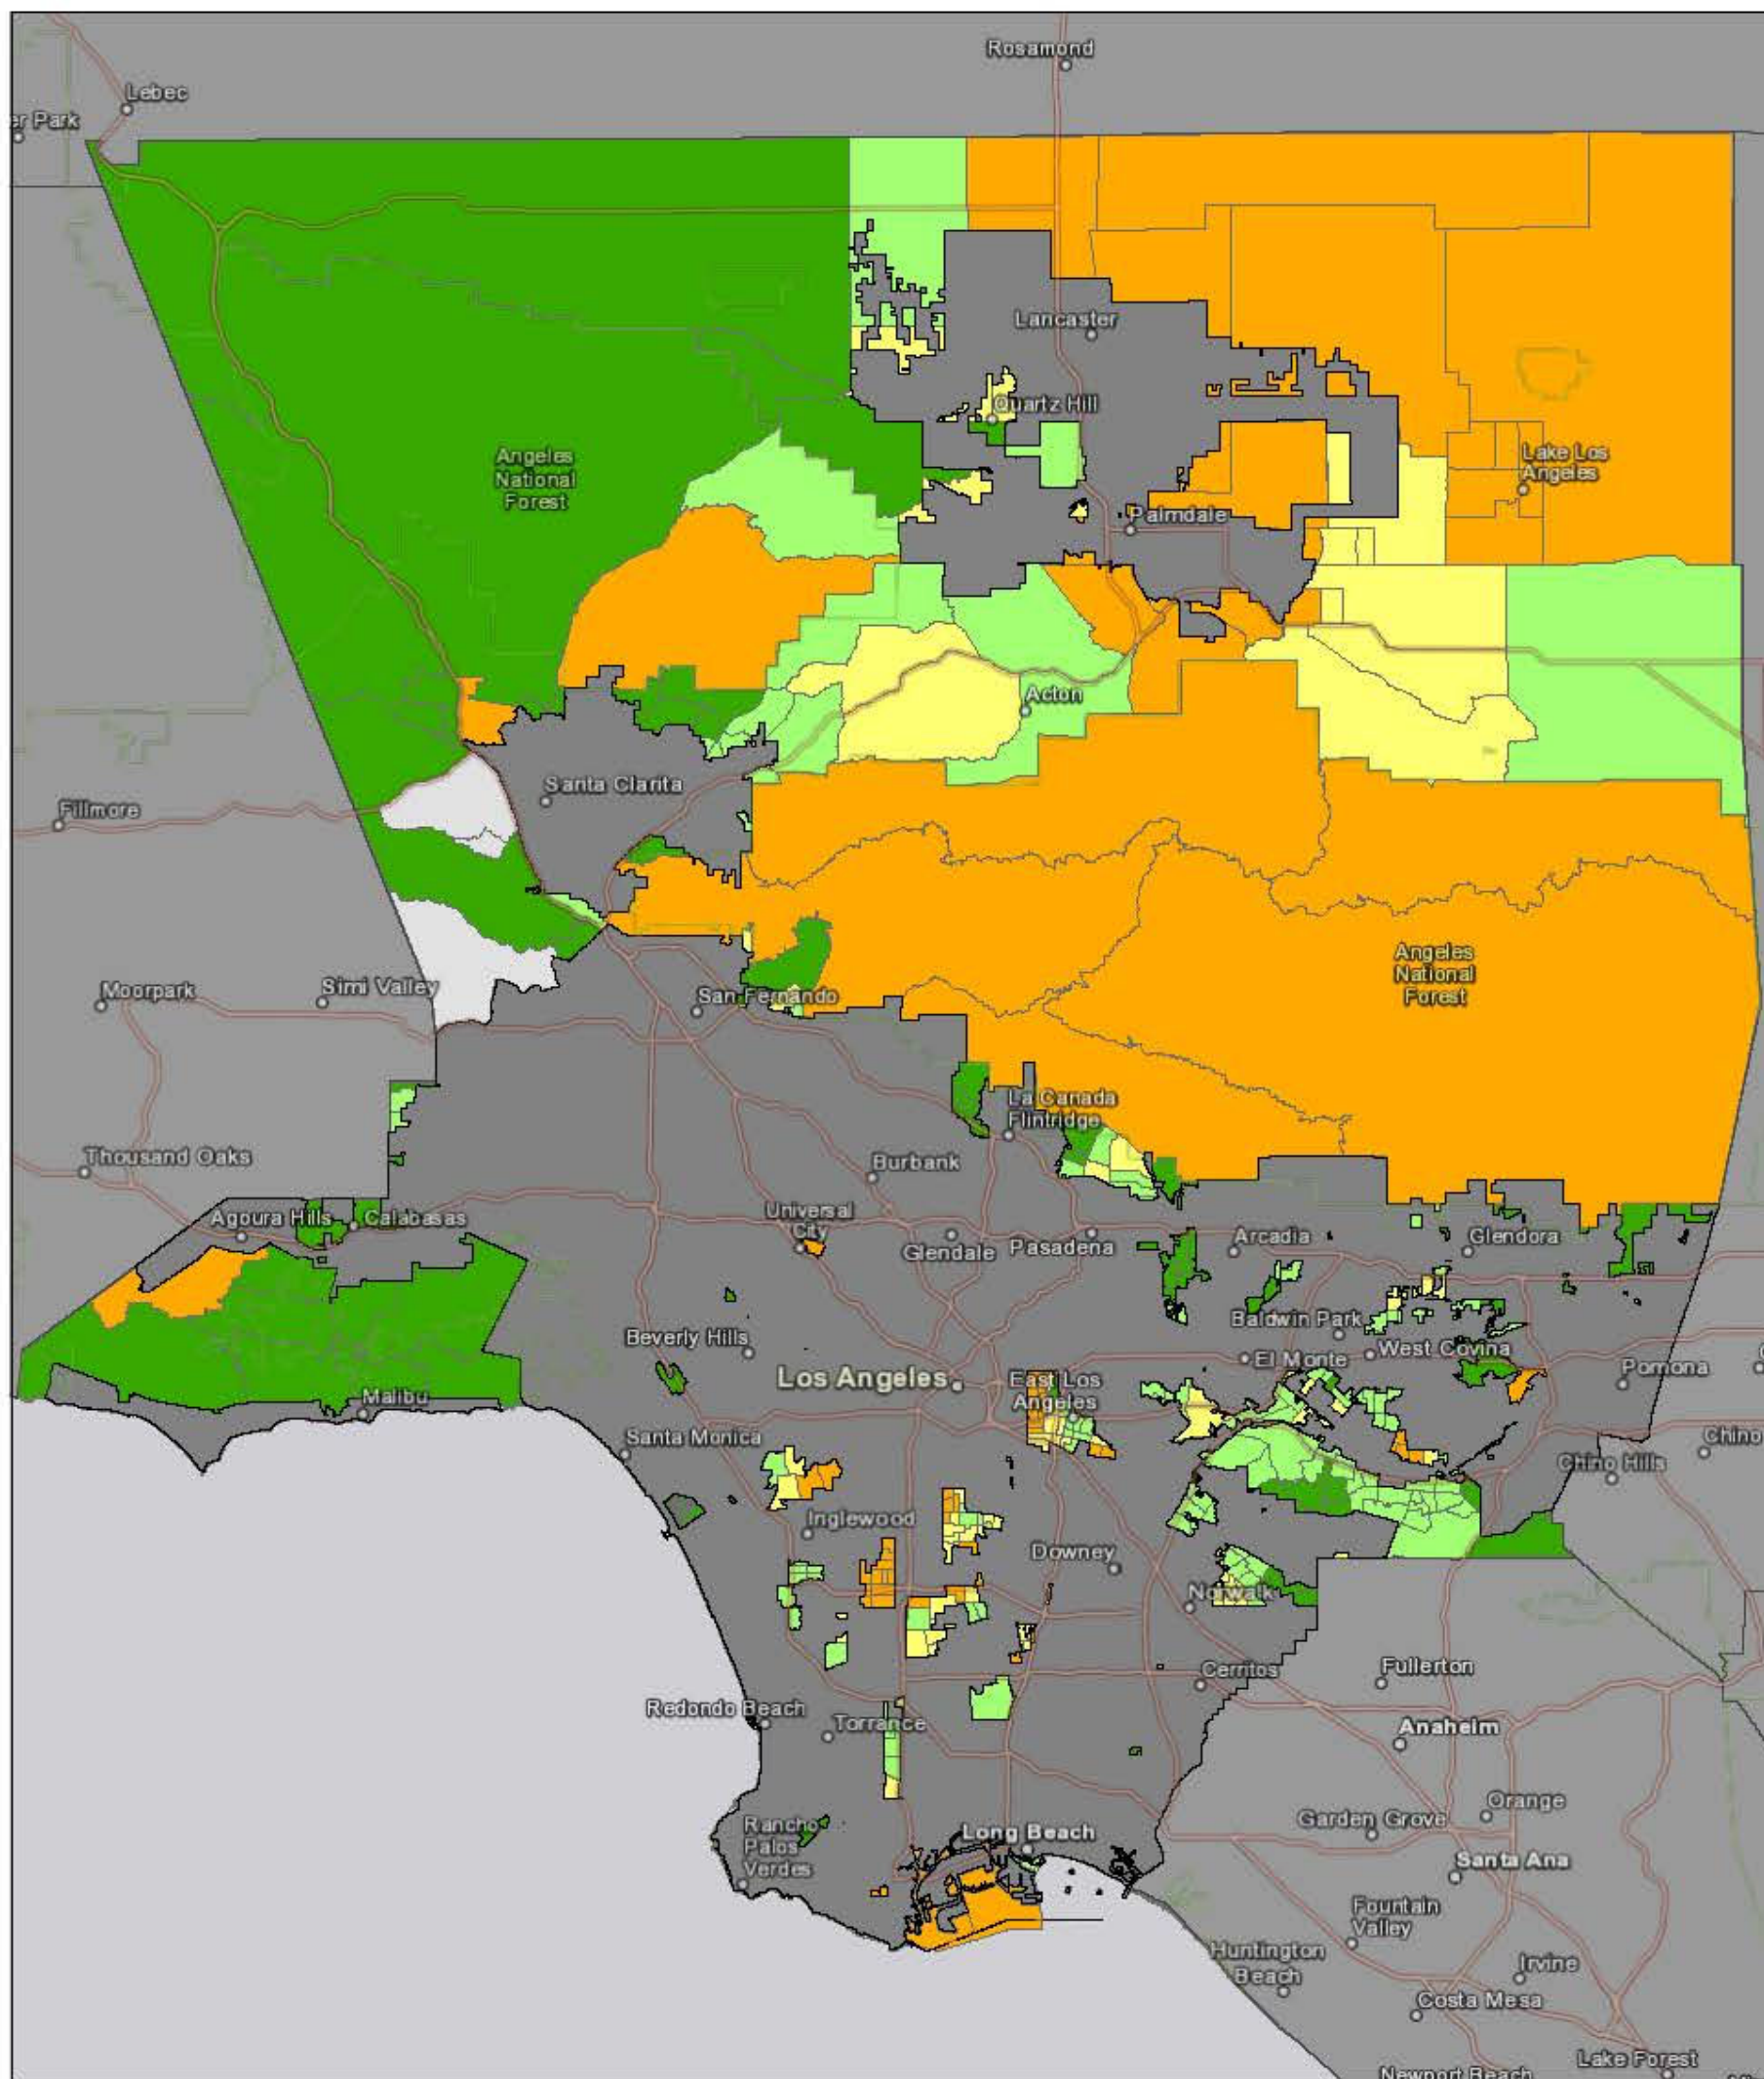 Rosamond
Lebec
er Park
Lancaster
Quartz Hill
Angeles
National
Forest
Lake Los
Angeles
Palmdale
Acton
Santa Clarita
Fillmore
Angeles
National
Forest
Moorpark
Simi Valley
San Fernando
La Canada
Flintridge
Thousand Oaks
Burbank
Agoura Hills
Calabasas
Universal
City
Glendale
Pasadena
Arcadia
Glendora
Beverly Hills
Baldwin Park
El Monte
West Covina
Pomona
Los Angeles
East Los
Angeles
Malibu
Santa Monica
Chino
Chino Hills
Inglewood
Downey
Norwalk
Cerritos
Fullerton
Redondo Beach
Torrance
Anaheim
Orange
Garden Grove
Rancho
Palos
Verdes
Long Beach
Santa Ana
Fountain
Valley
Huntington
Beach
Irvine
Costa Mesa
Lake Forest
Newport Beach